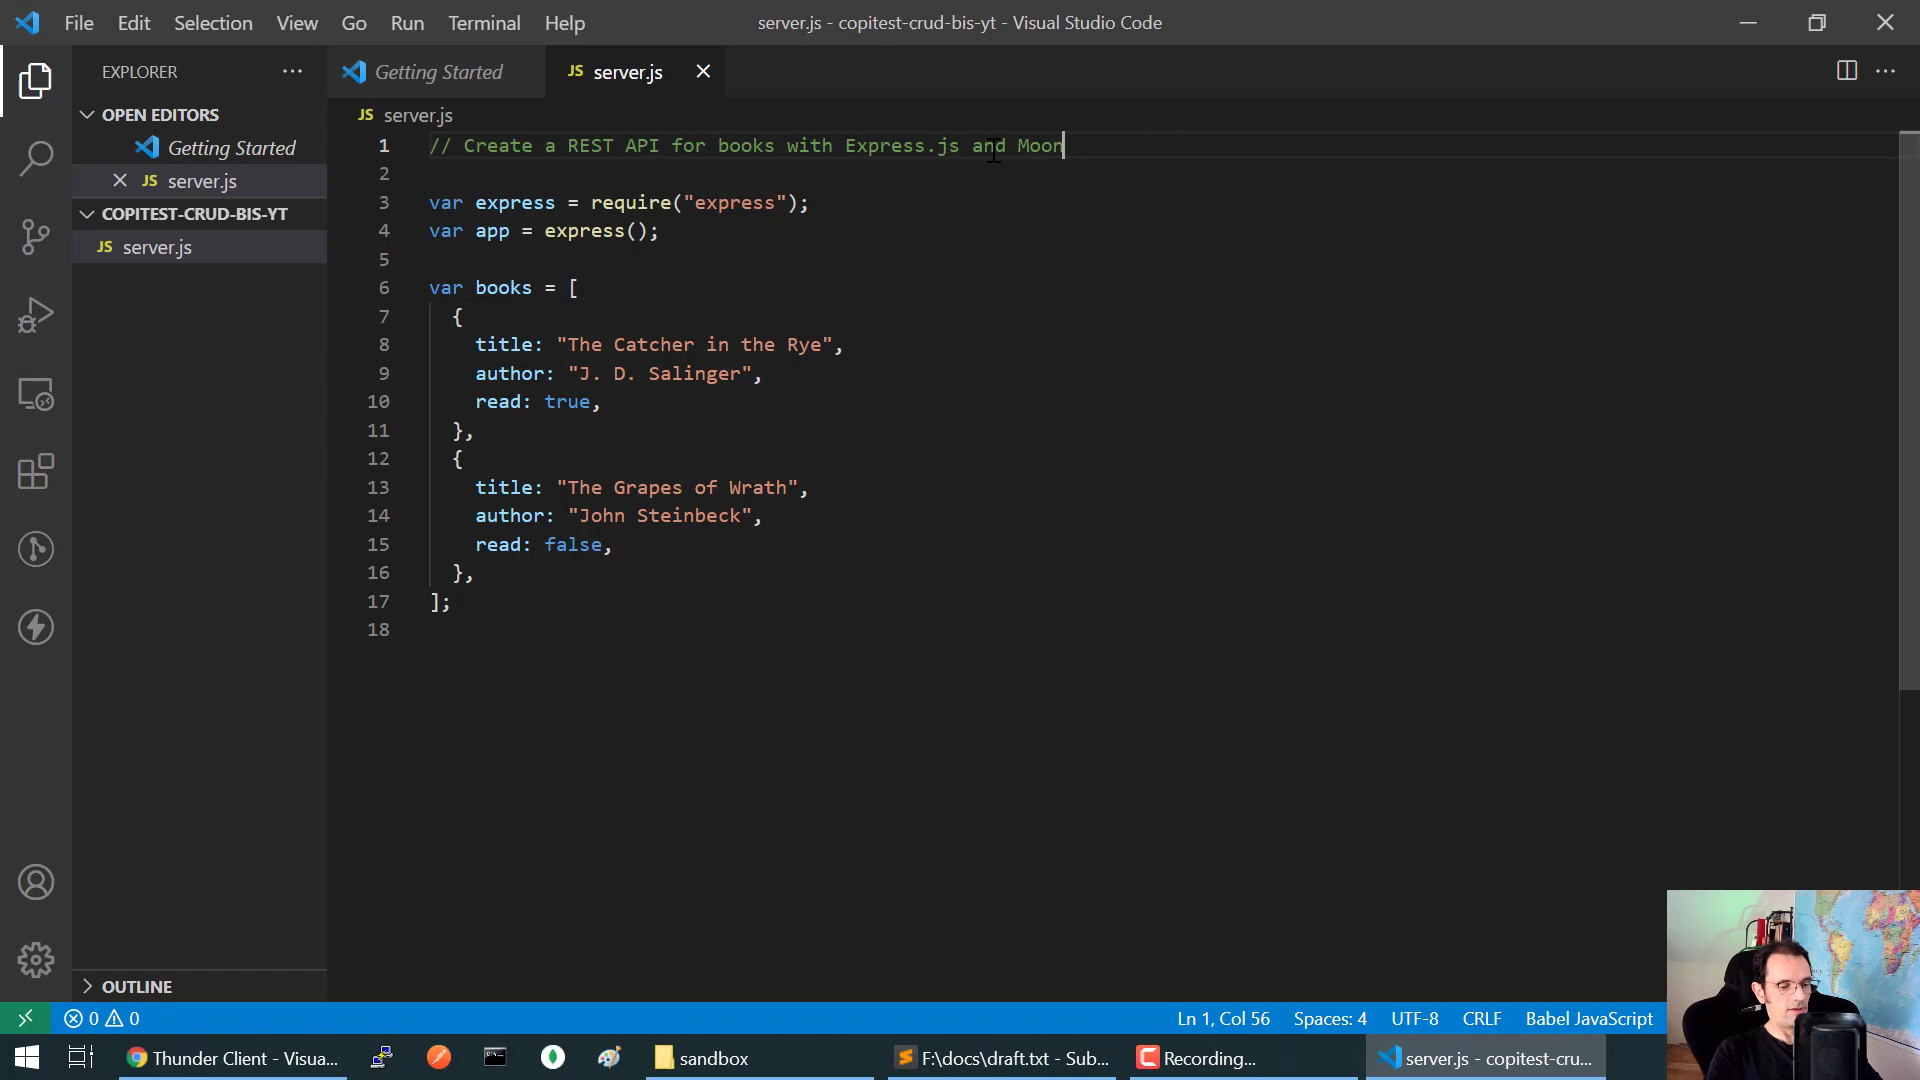 File Edit Selection View Go Run Terminal Help
server.js - copitest-crud-bis-yt - Visual Studio Code
EXPLORER
Getting Started
JS server.js
OPEN EDITORS
Getting Started
JS server.js
COPITEST-CRUD-BIS-YT
JS server.js
JS server.js
1 // Create a REST API for books with Express.js and Moon
2
3 var express = require("express");
4 var app = express();
5
6 var books = [
7 {
8 title: "The Catcher in the Rye",
9 author: "J. D. Salinger",
10 read: true,
11 },
12 {
13 title: "The Grapes of Wrath",
14 author: "John Steinbeck",
15 read: false,
16 },
17 ];
18
OUTLINE
0 0
Ln 1, Col 56 Spaces: 4 UTF-8 CRLF Babel JavaScript
Thunder Client - Visua...
sandbox
F:\docs\draft.txt - Sub...
Recording...
server.js - copitest-cru...